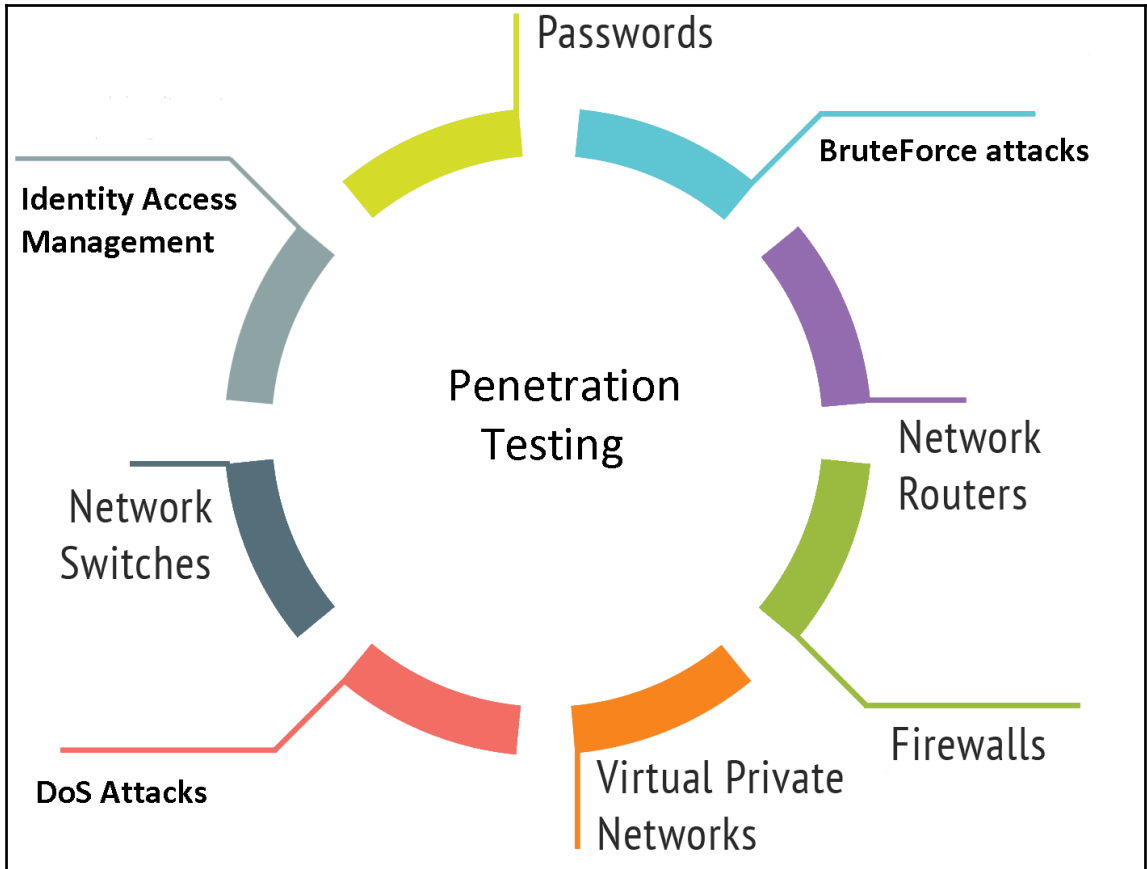 Passwords
BruteForce attacks
Identity Access
Management
Penetration
Testing
Network
Routers
Network
Switches
Firewalls
Virtual Private
Networks
DoS Attacks